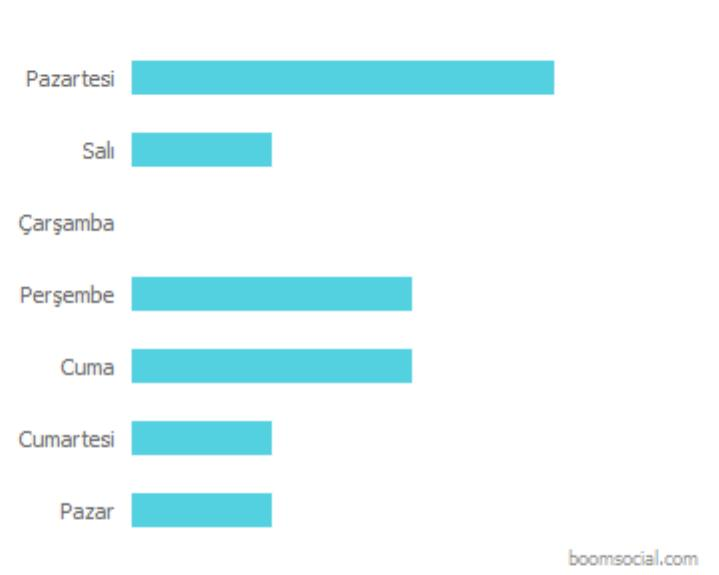 Pazartesi
Salı
Çarşamba
Perşembe
Cuma
Cumartesi
Pazar
boomsocial.com